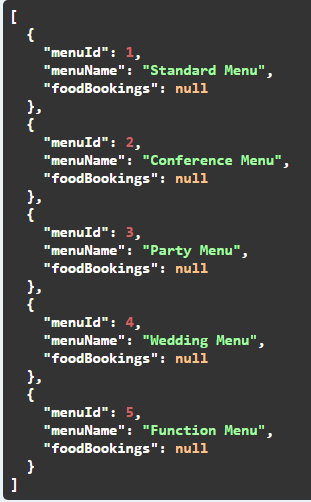 [
  {
    "menuId": 1,
    "menuName": "Standard Menu",
    "foodBookings": null
  },
  {
    "menuId": 2,
    "menuName": "Conference Menu",
    "foodBookings": null
  },
  {
    "menuId": 3,
    "menuName": "Party Menu",
    "foodBookings": null
  },
  {
    "menuId": 4,
    "menuName": "Wedding Menu",
    "foodBookings": null
  },
  {
    "menuId": 5,
    "menuName": "Function Menu",
    "foodBookings": null
  }
]